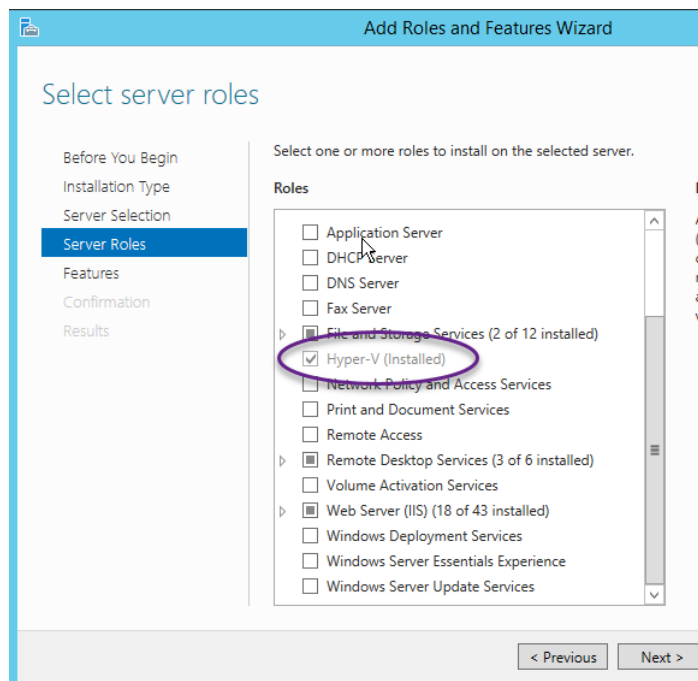 Add Roles and Features Wizard
Select server roles
Before You Begin
Installation Type
Server Selection
Server Roles
Features
Confirmation
Results
Select one or more roles to install on the selected server.
Roles
Application Server
DHCP Server
DNS Server
Fax Server
File and Storage Services (2 of 12 installed)
Hyper-V (Installed)
Network Policy and Access Services
Print and Document Services
Remote Access
Remote Desktop Services (3 of 6 installed)
Volume Activation Services
Web Server (IIS) (18 of 43 installed)
Windows Deployment Services
Windows Server Essentials Experience
Windows Server Update Services
< Previous
Next >